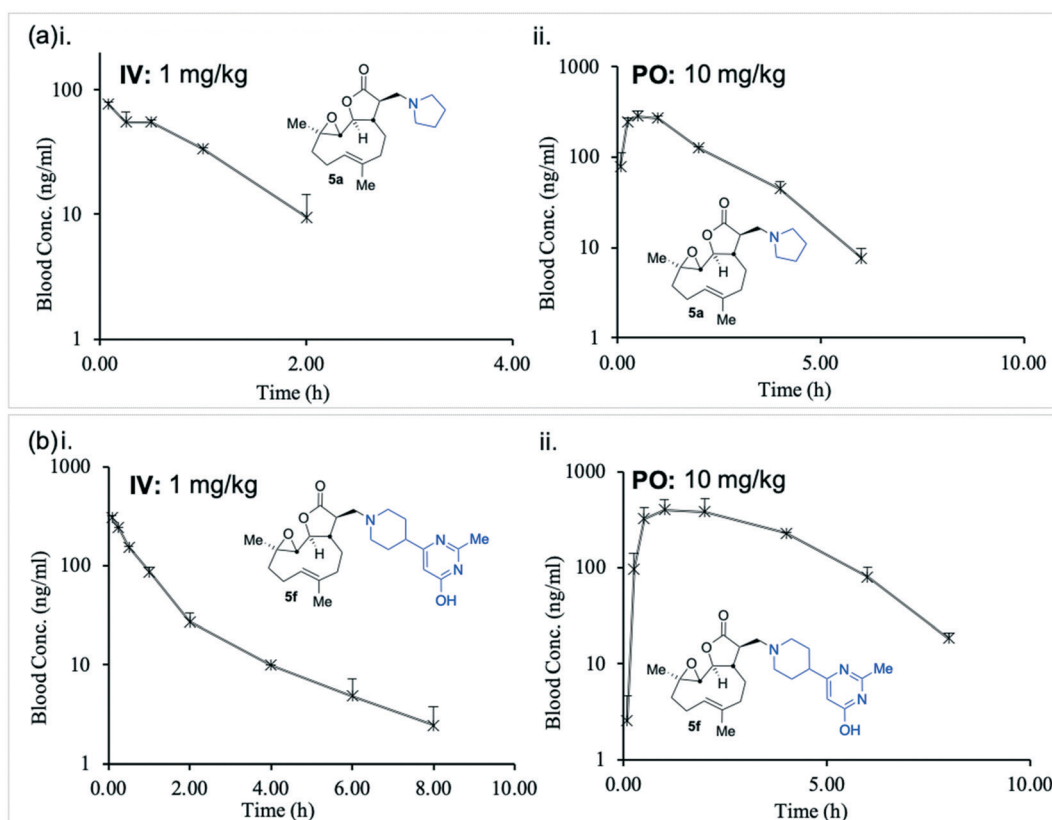 (a) i.
IV: 1 mg/kg
Blood Conc. (ng/ml)
100
10
1
0.00 2.00 4.00
Time (h)
O
O
N
O
Me
H
Me
5a
ii.
PO: 10 mg/kg
Blood Conc. (ng/ml)
1000
100
10
1
0.00 5.00 10.00
Time (h)
O
O
N
O
Me
H
Me
5a
(b) i.
IV: 1 mg/kg
Blood Conc. (ng/ml)
1000
100
10
1
0.00 2.00 4.00 6.00 8.00 10.00
Time (h)
O
O
N
O
Me
H
N
Me
N
OH
5f
Me
ii.
PO: 10 mg/kg
Blood Conc. (ng/ml)
1000
100
10
1
0.00 5.00 10.00
Time (h)
O
O
N
O
Me
H
N
Me
N
OH
5f
Me